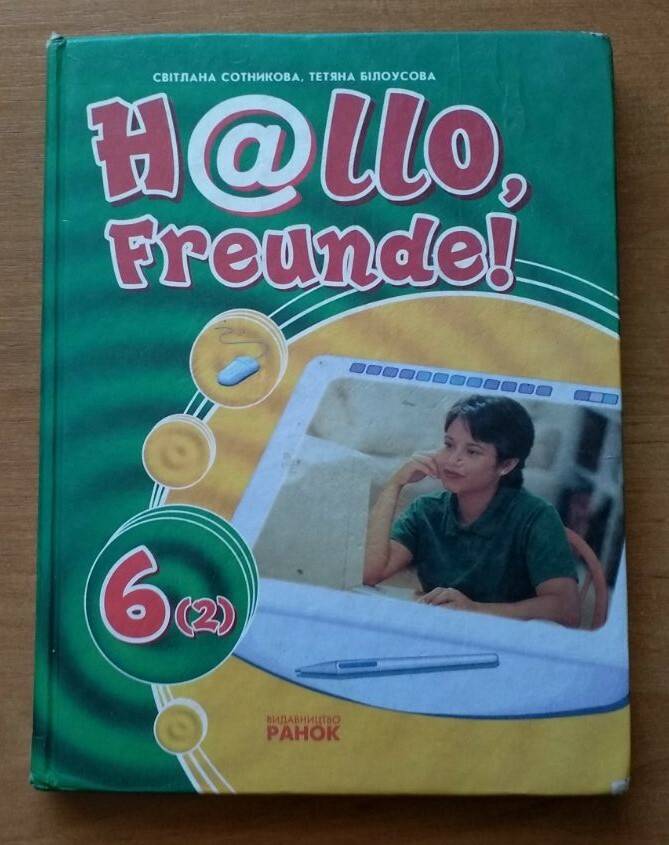 СВІТЛАНА СОТНИКОВА, ТЕТЯНА БІЛОУСОВА
H@llo,
Freunde!
6(2)
ВИДАВНИЦТВО
РАНОК